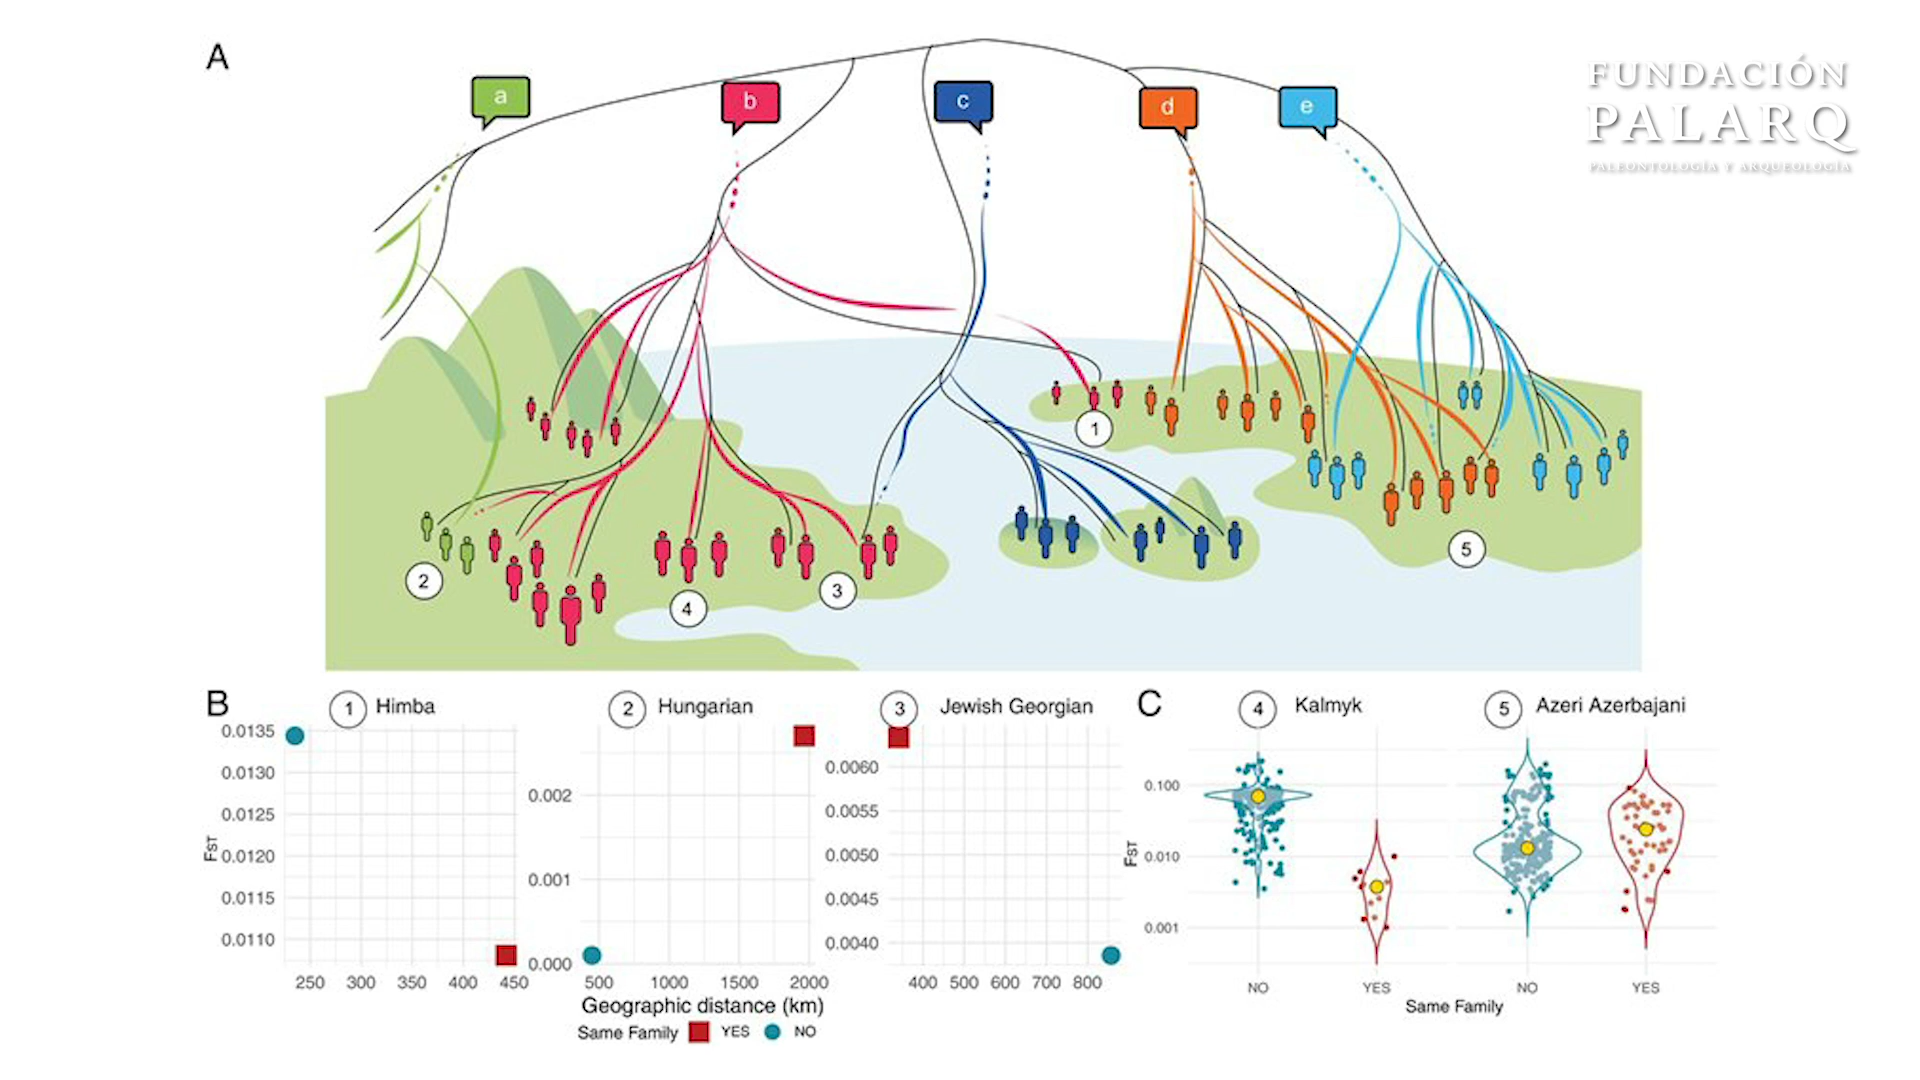 A
a
b
c
d
e
FUNDACIÓN
PALARQ
PALEONTOLOGÍA Y ARQUEOLOGÍA
1
2
3
4
5
B
1 Himba
2 Hungarian
3 Jewish Georgian
FST
0.0135
0.0130
0.0125
0.0120
0.0115
0.0110
250 300 350 400 450
0.002
0.001
0.000
500 1000 1500 2000
0.0060
0.0055
0.0050
0.0045
0.0040
400 500 600 700 800
Geographic distance (km)
Same Family YES NO
C
4 Kalmyk
5 Azeri Azerbajani
FST
0.100
0.010
0.001
NO YES NO YES
Same Family